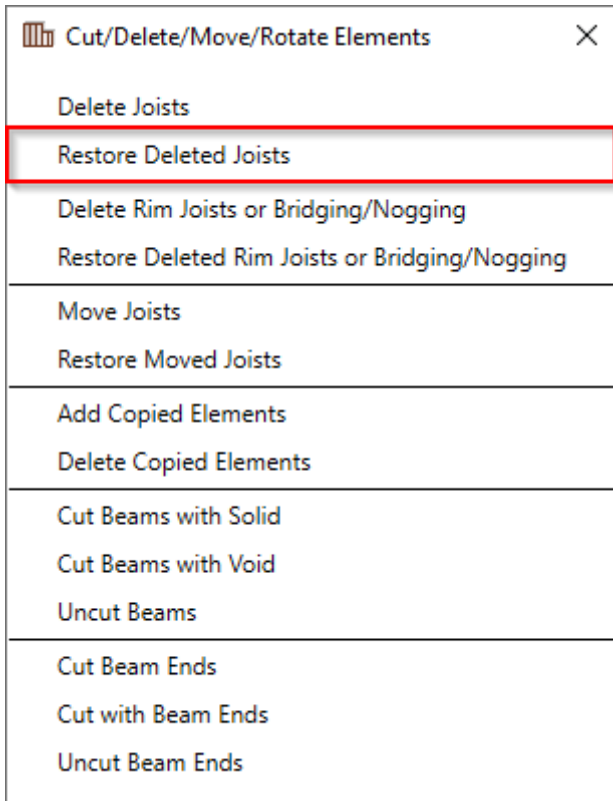 Cut/Delete/Move/Rotate Elements
Delete Joists
Restore Deleted Joists
Delete Rim Joists or Bridging/Nogging
Restore Deleted Rim Joists or Bridging/Nogging
Move Joists
Restore Moved Joists
Add Copied Elements
Delete Copied Elements
Cut Beams with Solid
Cut Beams with Void
Uncut Beams
Cut Beam Ends
Cut with Beam Ends
Uncut Beam Ends